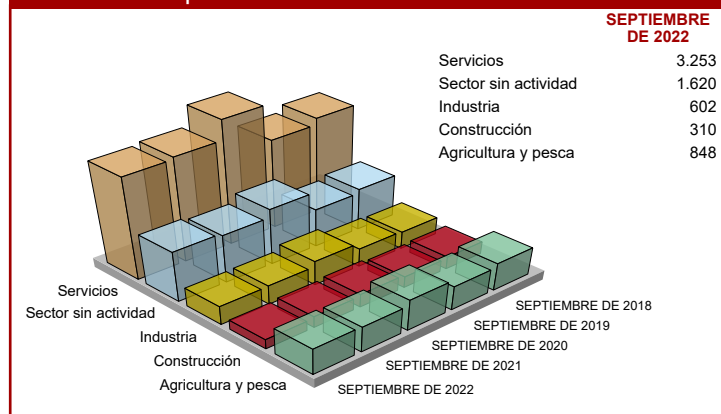 SEPTIEMBRE
DE 2022
Servicios 3.253
Sector sin actividad 1.620
Industria 602
Construcción 310
Agricultura y pesca 848
Servicios
Sector sin actividad
Industria
Construcción
Agricultura y pesca
SEPTIEMBRE DE 2018
SEPTIEMBRE DE 2019
SEPTIEMBRE DE 2020
SEPTIEMBRE DE 2021
SEPTIEMBRE DE 2022